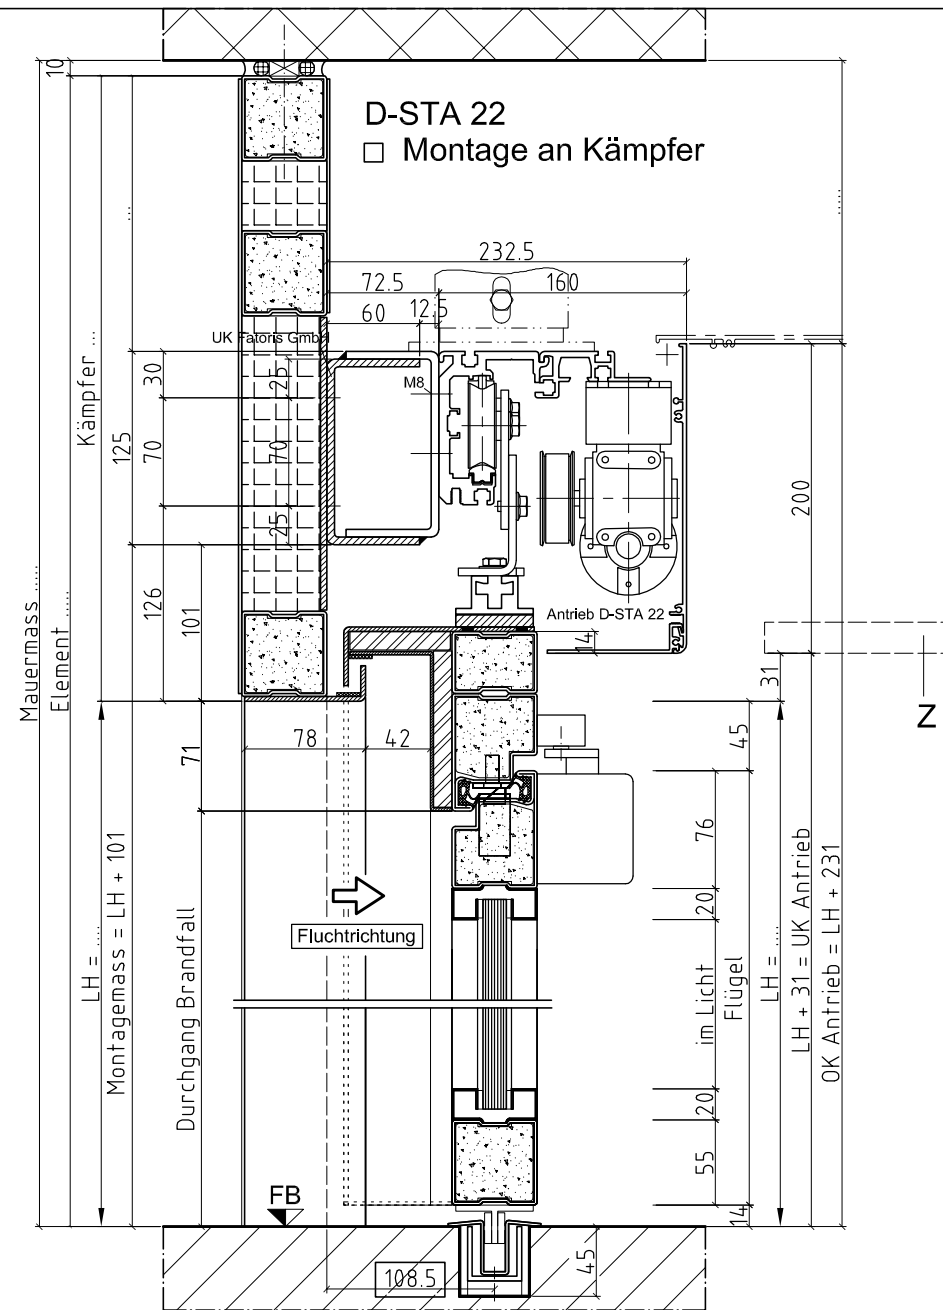 D-STA 22
Montage an Kämpfer
10
232.5
72.5
160
60
12.5
UK Fatoris GmbH
M8
30
25
70
70
125
25
126
101
200
Kämpfer ...
...
Mauermass .....
Element .....
.....
Antrieb D-STA 22
14
31
Z
78
42
71
45
76
20
Fluchtrichtung
LH = .....
Montagemass = LH + 101
Durchgang Brandfall
im Licht
Flügel
LH = .....
LH + 31 = UK Antrieb
OK Antrieb = LH + 231
20
55
14
FB
108.5
45